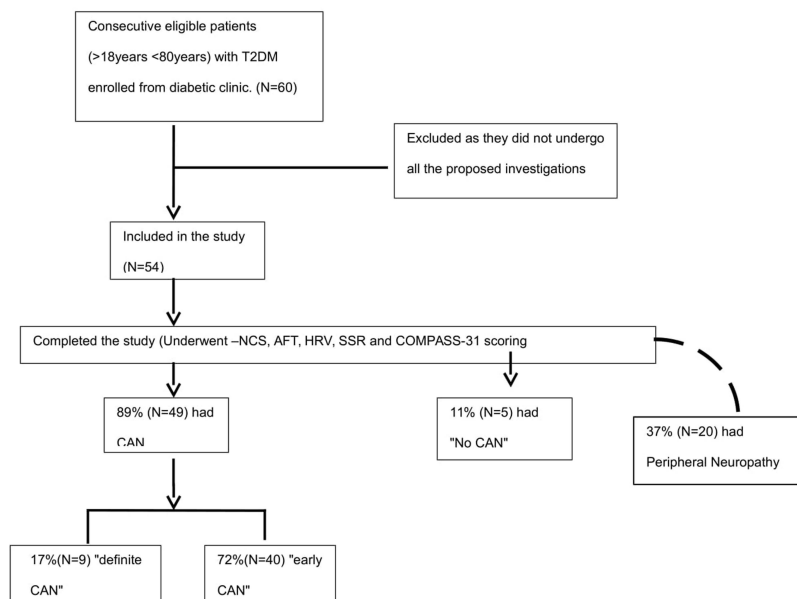 Consecutive eligible patients
(>18years <80years) with T2DM
enrolled from diabetic clinic. (N=60)
Excluded as they did not undergo
all the proposed investigations
Included in the study
(N=54)
Completed the study (Underwent –NCS, AFT, HRV, SSR and COMPASS-31 scoring
89% (N=49) had
CAN
11% (N=5) had
"No CAN"
37% (N=20) had
Peripheral Neuropathy
17%(N=9) "definite
CAN"
72%(N=40) "early
CAN"